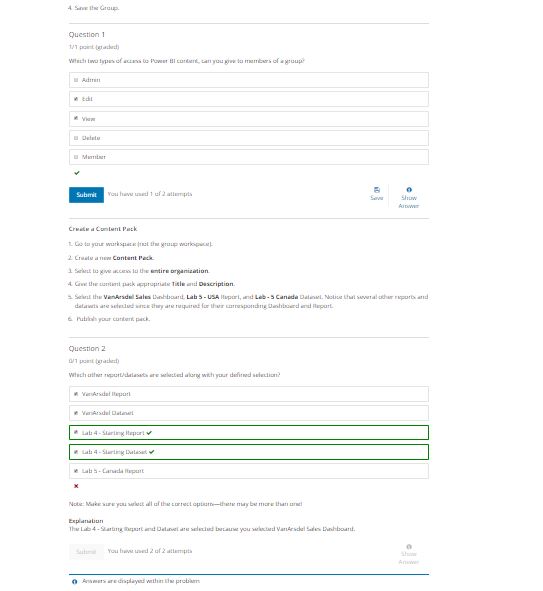 4. Save the Group.
Question 1
1/1 point (graded)
Which two types of access to Power BI content, can you give to members of a group?
Admin
Edit
View
Delete
Member
Submit
You have used 1 of 2 attempts
Save
Show
Answer
Create a Content Pack
1. Go to your workspace (not the group workspace).
2. Create a new Content Pack.
3. Select to give access to the entire organization.
4. Give the content pack appropriate Title and Description.
5. Select the VanArsdel Sales Dashboard, Lab 5 - USA Report, and Lab - 5 Canada Dataset. Notice that several other reports and
datasets are selected since they are required for their corresponding Dashboard and Report.
6. Publish your content pack.
Question 2
0/1 point (graded)
Which other report/datasets are selected along with your defined selection?
VanArsdel Report
VanArsdel Dataset
Lab 4 - Starting Report
Lab 4 - Starting Dataset
Lab 5 - Canada Report
Note: Make sure you select all of the correct options—there may be more than one!
Explanation
The Lab 4 - Starting Report and Dataset are selected because you selected VanArsdel Sales Dashboard.
Submit
You have used 2 of 2 attempts
Show
Answer
Answers are displayed within the problem